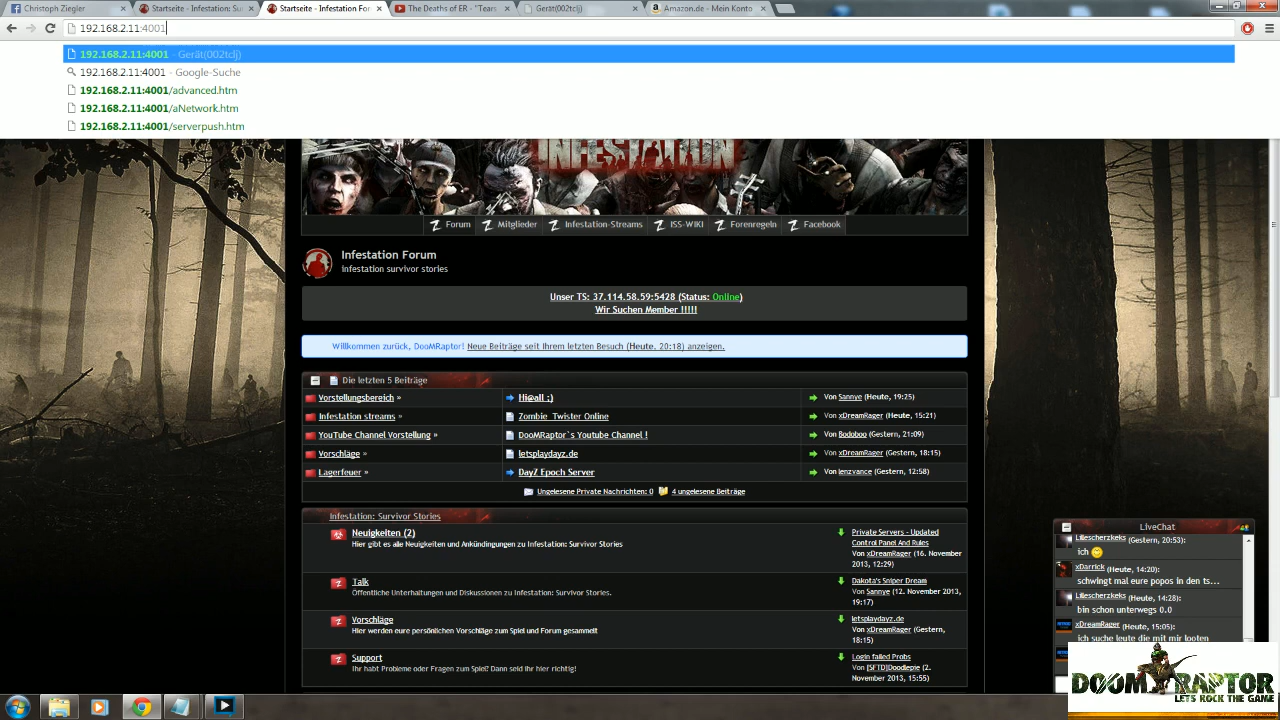 Christoph Ziegler
Startseite - Infestation: Su
Startseite - Infestation For
The Deaths of ER - "Tears
Gerät(002tclj)
Amazon.de - Mein Konto
192.168.2.11:4001
192.168.2.11:4001 - Gerät(002tclj)
192.168.2.11:4001 - Google-Suche
192.168.2.11:4001/advanced.htm
192.168.2.11:4001/aNetwork.htm
192.168.2.11:4001/serverpush.htm
INFESTATION
Forum
Mitglieder
Infestation-Streams
ISS-WIKI
Forenregeln
Facebook
Infestation Forum
infestation survivor stories
Unser TS: 37.114.58.59:5428 (Status: Online)
Wir Suchen Member !!!!!
Willkommen zurück, DooMRaptor! Neue Beiträge seit Ihrem letzten Besuch (Heute, 20:18) anzeigen.
Die letzten 5 Beiträge
Vorstellungsbereich » Hi@all ;) Von Sannye (Heute, 19:25)
Infestation streams » Zombie_Twister Online Von xDreamRager (Heute, 15:21)
YouTube Channel Vorstellung » DooMRaptor`s Youtube Channel ! Von Bodoboo (Gestern, 21:09)
Vorschläge » letsplaydayz.de Von xDreamRager (Gestern, 18:15)
Lagerfeuer » DayZ Epoch Server Von lenzvance (Gestern, 12:58)
Ungelesene Private Nachrichten: 0 4 ungelesene Beiträge
Infestation: Survivor Stories
Neuigkeiten (2)
Hier gibt es alle Neuigkeiten und Ankündingungen zu Infestation: Survivor Stories
Private Servers - Updated
Control Panel And Rules
Von xDreamRager (16. November
2013, 12:29)
Talk
Öffentliche Unterhaltungen und Diskussionen zu Infestation: Survivor Stories.
Dakota's Sniper Dream
Von Sannye (12. November 2013,
19:17)
Vorschläge
Hier werden eure persönlichen Vorschläge zum Spiel und Forum gesammelt
letsplaydayz.de
Von xDreamRager (Gestern,
18:15)
Support
Ihr habt Probleme oder Fragen zum Spiel? Dann seid ihr hier richtig!
Login failed Probs
Von [SFTD]Doodlepie (2.
November 2013, 15:55)
LiveChat
Lillescherzkeks (Gestern, 20:53):
ich
xDarrick (Heute, 14:20):
schwingt mal eure popos in den ts...
Lillescherzkeks (Heute, 14:28):
bin schon unterwegs 0.0
xDreamRager (Heute, 15:05):
ich suche leute die mit mir looten
DOOM RAPTOR
LETS ROCK THE GAME